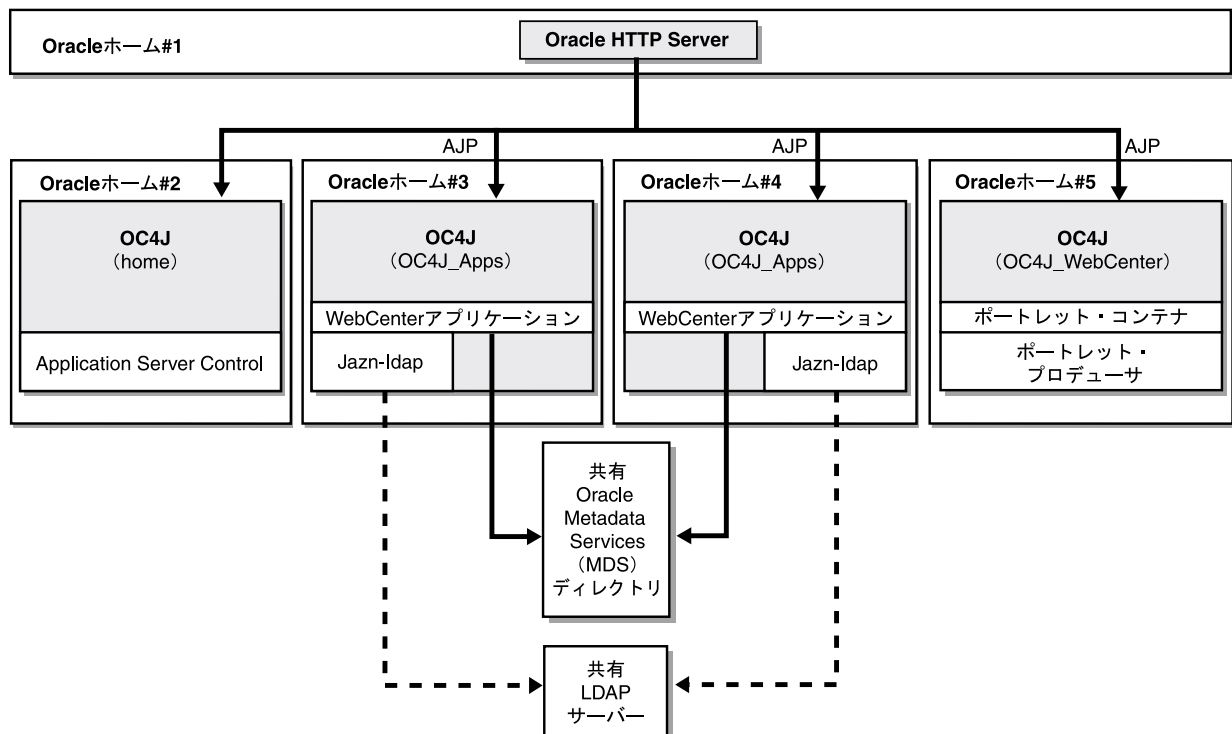 Oracleホーム#1
Oracle HTTP Server
AJP
AJP
AJP
Oracleホーム#2
OC4J
（home）
Application Server Control
Oracleホーム#3
OC4J
（OC4J_Apps）
WebCenterアプリケーション
Jazn-ldap
Oracleホーム#4
OC4J
（OC4J_Apps）
WebCenterアプリケーション
Jazn-ldap
Oracleホーム#5
OC4J
（OC4J_WebCenter）
ポートレット・コンテナ
ポートレット・
プロデューサ
共有
Oracle
Metadata
Services
（MDS）
ディレクトリ
共有
LDAP
サーバー